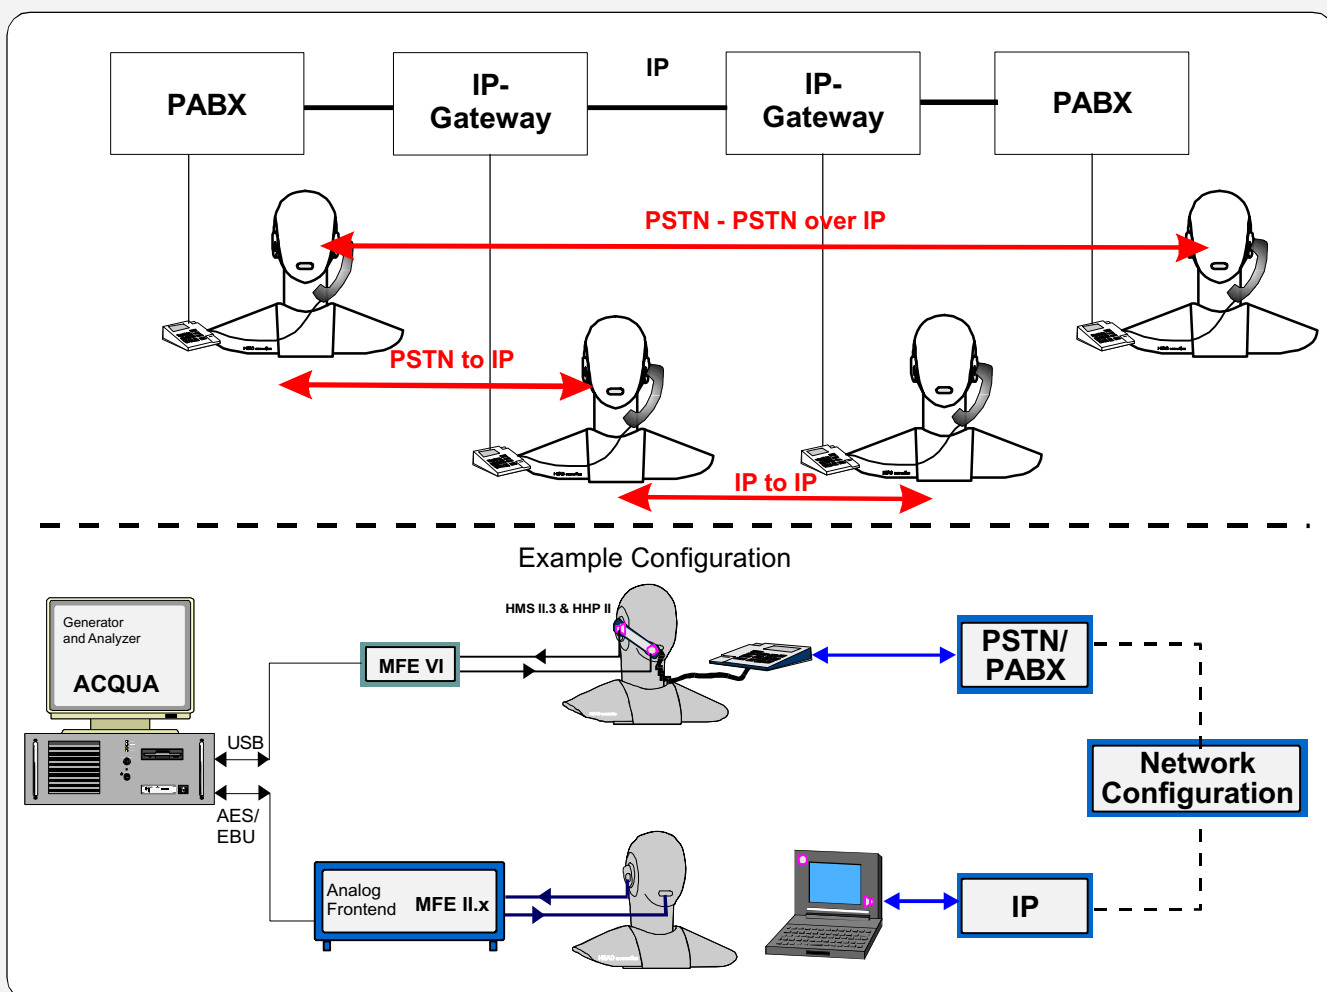 PABX
IP-
Gateway
IP
IP-
Gateway
PABX
PSTN - PSTN over IP
PSTN to IP
IP to IP
Example Configuration
Generator
and Analyzer
ACQUA
HMS II.3 & HHP II
MFE VI
PSTN/
PABX
USB
AES/
EBU
Network
Configuration
Analog
Frontend
MFE II.x
IP